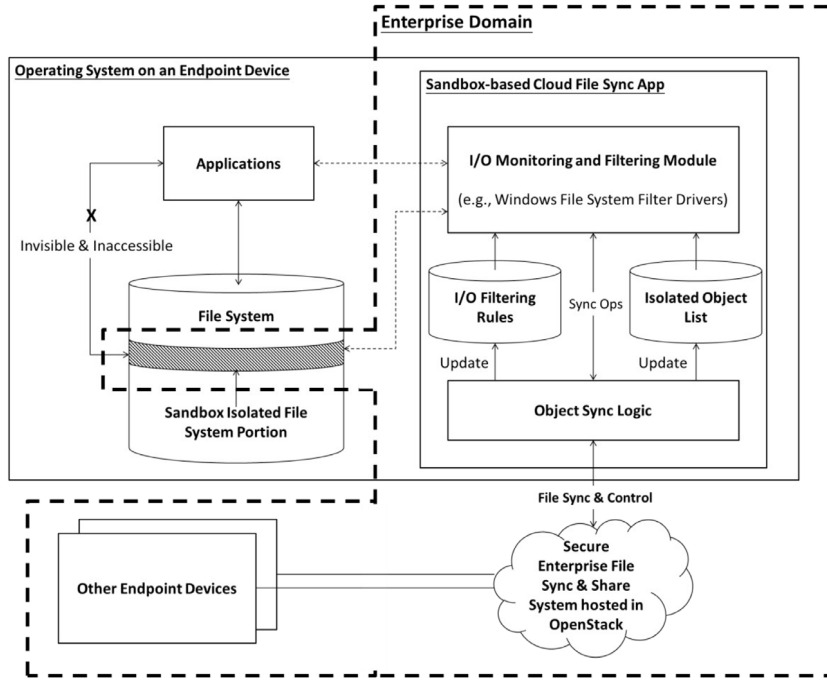 Enterprise Domain
Operating System on an Endpoint Device
Sandbox-based Cloud File Sync App
Applications
I/O Monitoring and Filtering Module
(e.g., Windows File System Filter Drivers)
X
Invisible & Inaccessible
File System
I/O Filtering
Rules
Sync Ops
Isolated Object
List
Update
Update
Sandbox Isolated File
System Portion
Object Sync Logic
File Sync & Control
Other Endpoint Devices
Secure
Enterprise File
Sync & Share
System hosted in
OpenStack